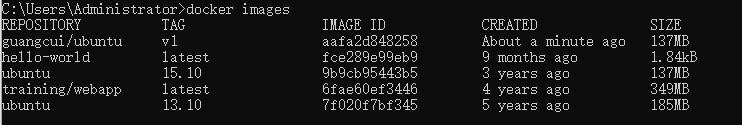 C:\Users\Administrator>docker images
REPOSITORY TAG IMAGE ID CREATED SIZE
guangcui/ubuntu v1 aafa2d848258 About a minute ago 137MB
hello-world latest fce289e99eb9 9 months ago 1.84kB
ubuntu 15.10 9b9cb95443b5 3 years ago 137MB
training/webapp latest 6fae60ef3446 4 years ago 349MB
ubuntu 13.10 7f020f7bf345 5 years ago 185MB